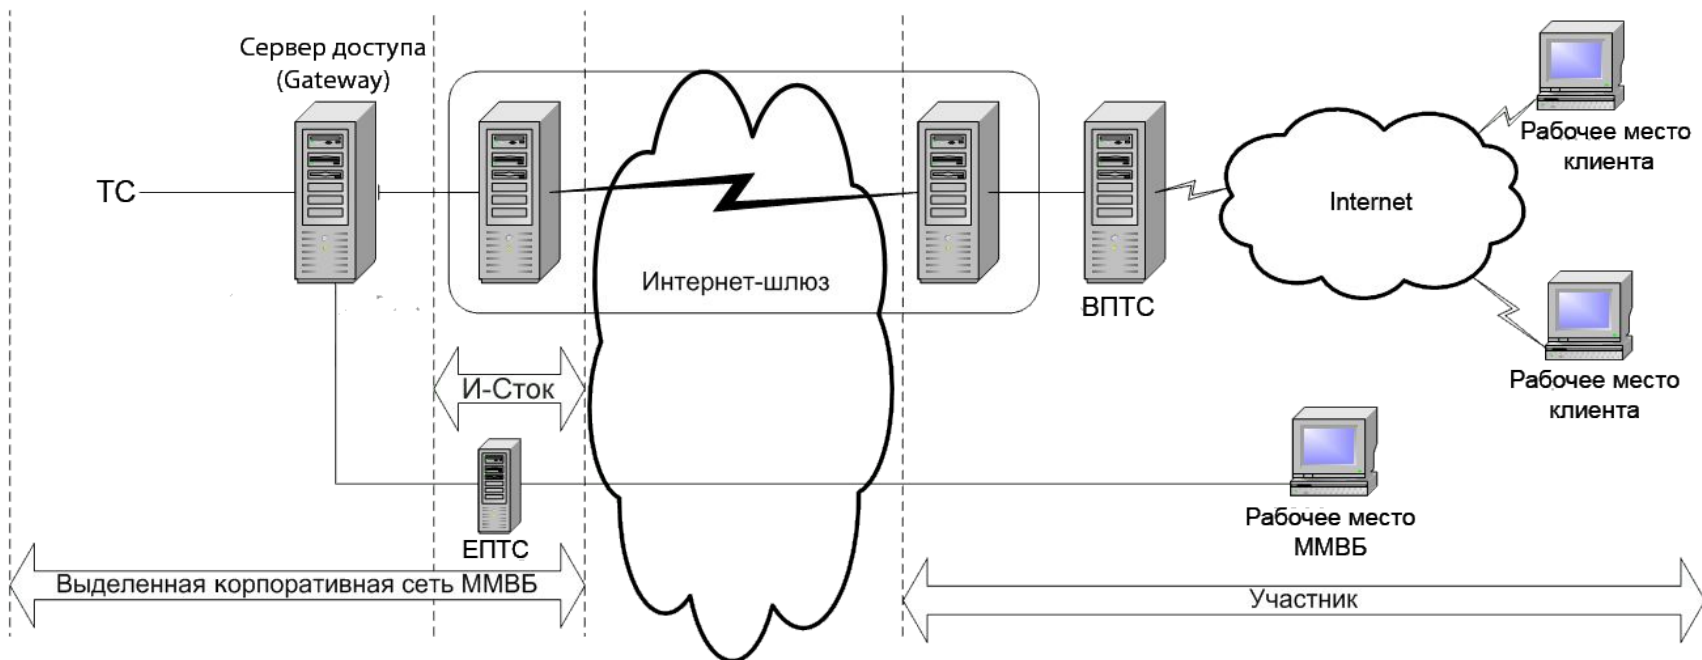 Сервер доступа
(Gateway)
Рабочее место
клиента
ТС
Internet
Интернет-шлюз
ВПТС
И-Сток
Рабочее место
клиента
Рабочее место
ММВБ
ЕПТС
Выделенная корпоративная сеть ММВБ
Участник